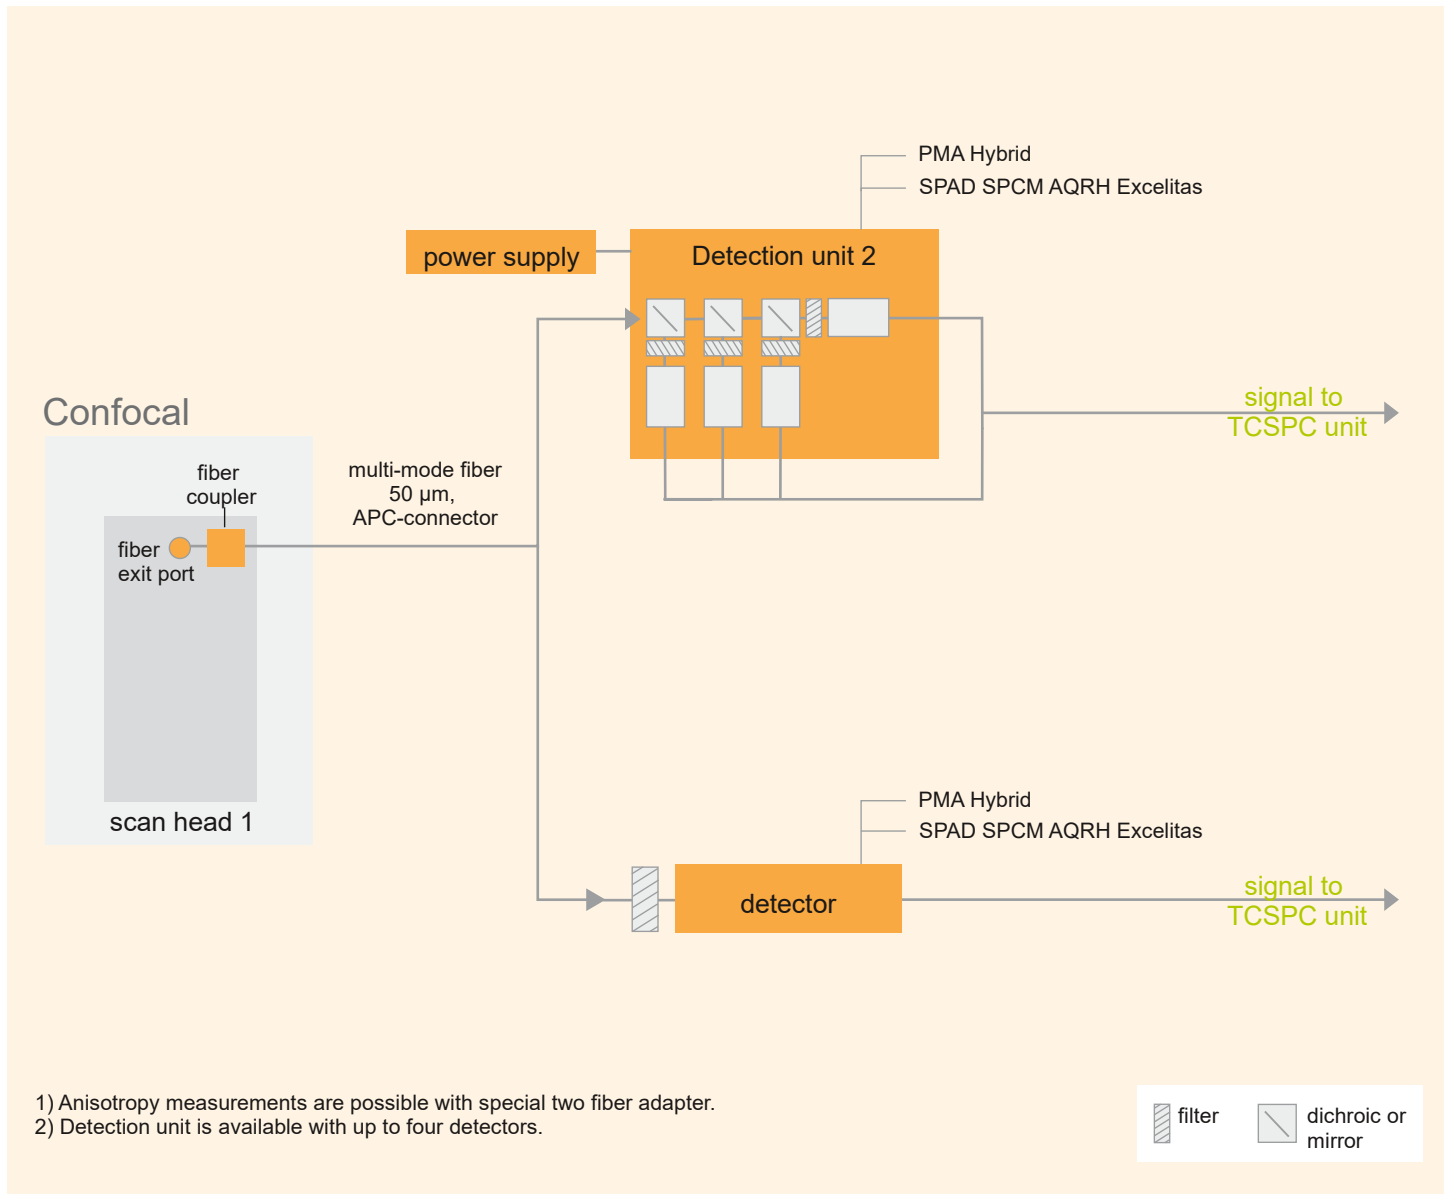 PMA Hybrid
SPAD SPCM AQRH Excelitas
power supply
Detection unit 2
signal to
TCSPC unit
Confocal
fiber
coupler
multi-mode fiber
50 µm,
APC-connector
fiber
exit port
scan head 1
PMA Hybrid
SPAD SPCM AQRH Excelitas
detector
signal to
TCSPC unit
1) Anisotropy measurements are possible with special two fiber adapter.
2) Detection unit is available with up to four detectors.
filter
dichroic or
mirror